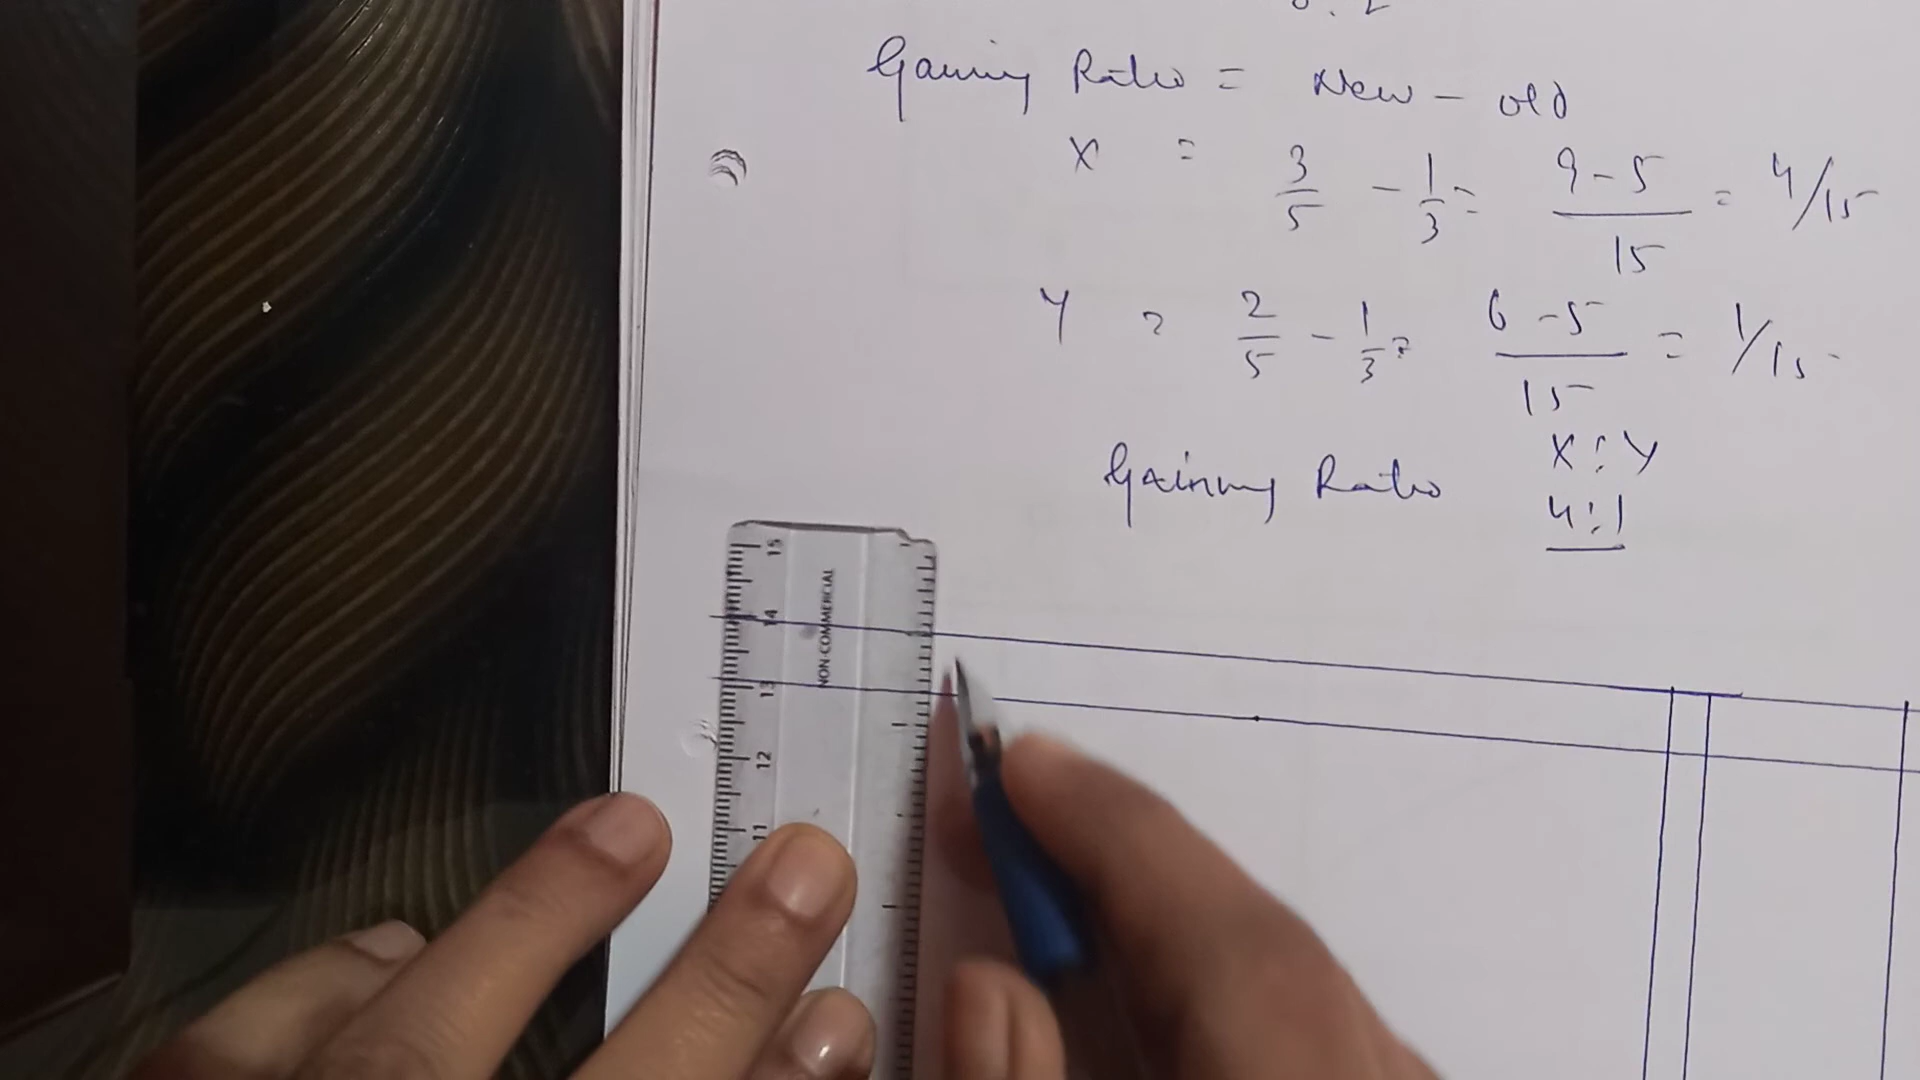 Gaining Ratio = New - old
X = 3/5 - 1/3 = 9-5/15 = 4/15
Y = 2/5 - 1/3 = 6-5/15 = 1/15
Gaining Ratio X:Y
4:1
15
14
NON-COMMERCIAL
13
12
11